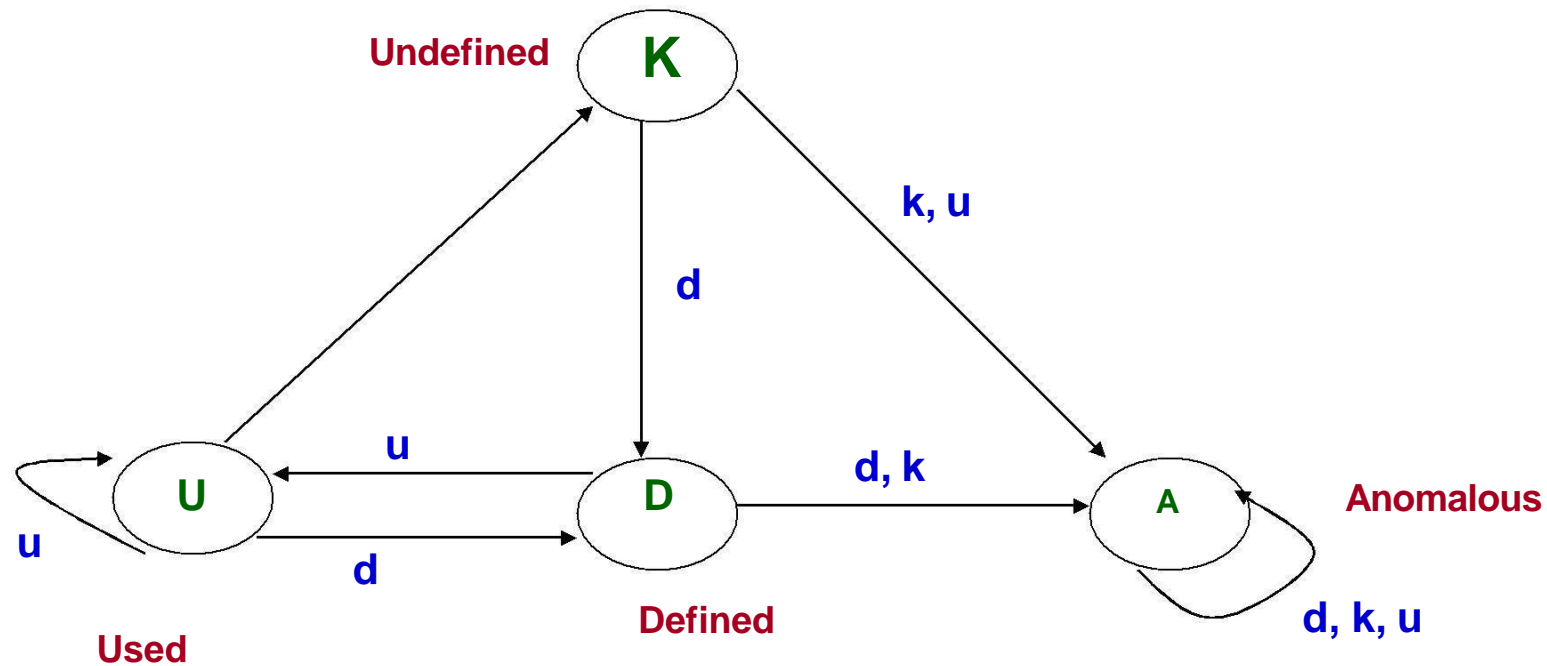 Undefined
K
k, u
d
u
d, k
U
D
A
Anomalous
u
d
Defined
d, k, u
Used